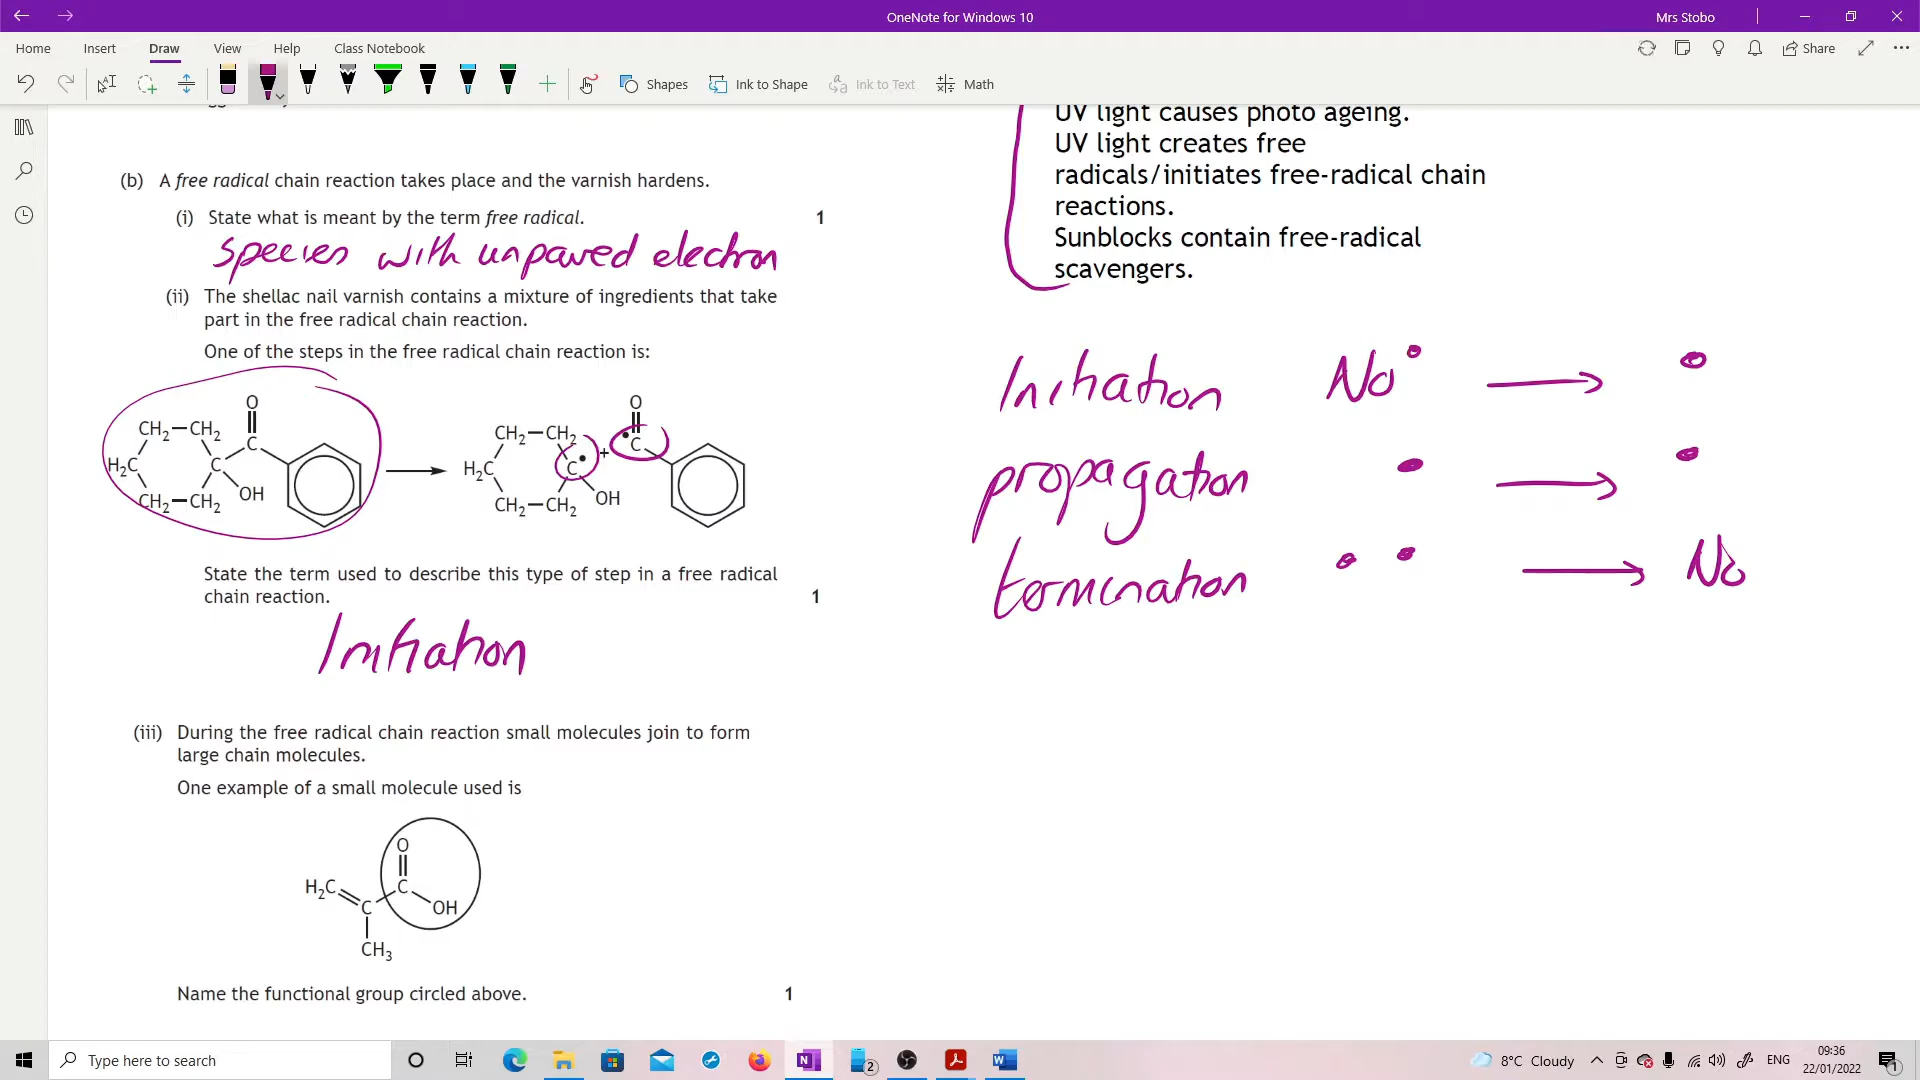 OneNote for Windows 10
Mrs Stobo
Home Insert Draw View Help Class Notebook
Share
Shapes Ink to Shape Ink to Text Math
(b) A free radical chain reaction takes place and the varnish hardens.
(i) State what is meant by the term free radical. 1
Species with unpaired electron
(ii) The shellac nail varnish contains a mixture of ingredients that take
part in the free radical chain reaction.
One of the steps in the free radical chain reaction is:
O
CH2—CH2 C
H2C C
CH2—CH2 OH
O
CH2—CH2 •C
H2C C• +
CH2—CH2 OH
State the term used to describe this type of step in a free radical
chain reaction. 1
Initiation
(iii) During the free radical chain reaction small molecules join to form
large chain molecules.
One example of a small molecule used is
O
H2C C
C OH
CH3
Name the functional group circled above. 1
UV light causes photo ageing.
UV light creates free
radicals/initiates free-radical chain
reactions.
Sunblocks contain free-radical
scavengers.
Initiation No • → •
propagation • → •
termination • • → No
Type here to search
2
8°C Cloudy
ENG
09:36
22/01/2022
1